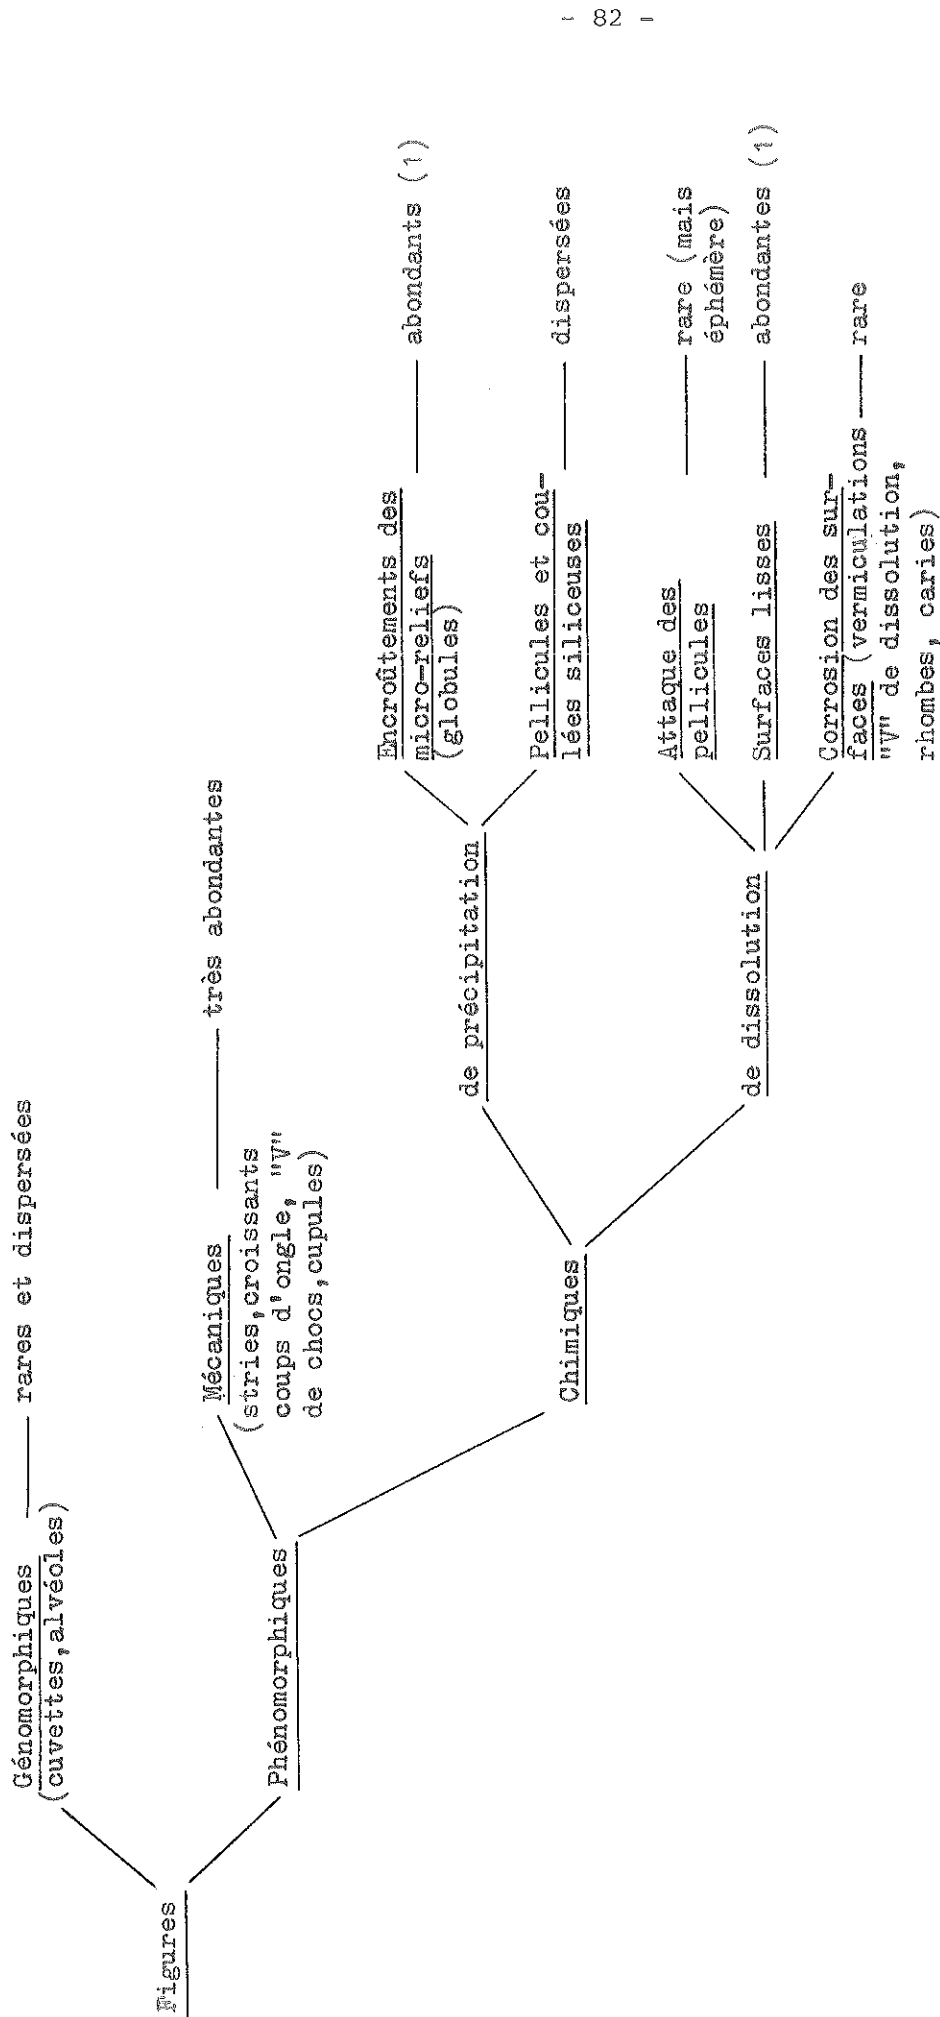 - 82 -
Figures
Génomorphiques —— rares et dispersées
(cuvettes,alvéoles)
Phénomorphiques
Mécaniques —— très abondantes
(stries,croissants
coups d'ongle, "V"
de chocs,cupules)
Chimiques
de précipitation
Encroûtements des
micro-reliefs —— abondants (1)
(globules)
Pellicules et cou-
lées siliceuses —— dispersées
de dissolution
Attaque des
pellicules —— rare (mais
éphémère)
Surfaces lisses —— abondantes (1)
Corrosion des sur-
faces (vermiculations —— rare
"V" de dissolution,
rhombes, caries)